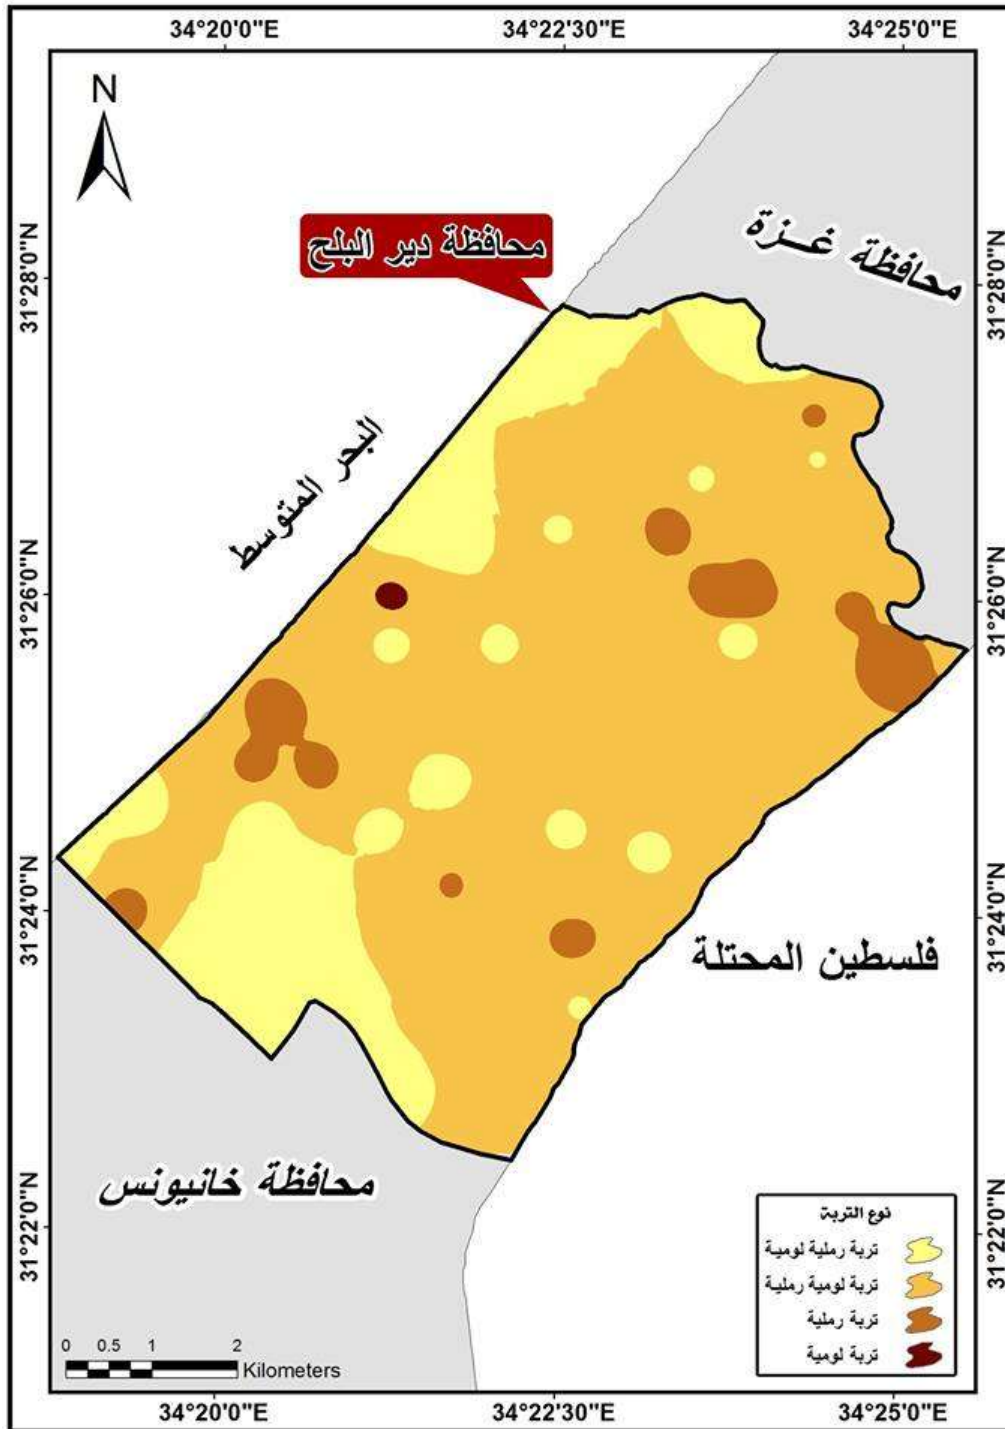 34°20'0"E
34°22'30"E
34°25'0"E
N
محافظة غـزة
محافظة دير البلح
31°28'0"N
31°28'0"N
البحر المتوسط
31°26'0"N
31°26'0"N
31°24'0"N
31°24'0"N
فلسطين المحتلة
محافظة خانيونس
31°22'0"N
31°22'0"N
نوع التربة
تربة رملية لومية
تربة لومية رملية
تربة رملية
تربة لومية
0 0.5 1 2
Kilometers
34°20'0"E
34°22'30"E
34°25'0"E